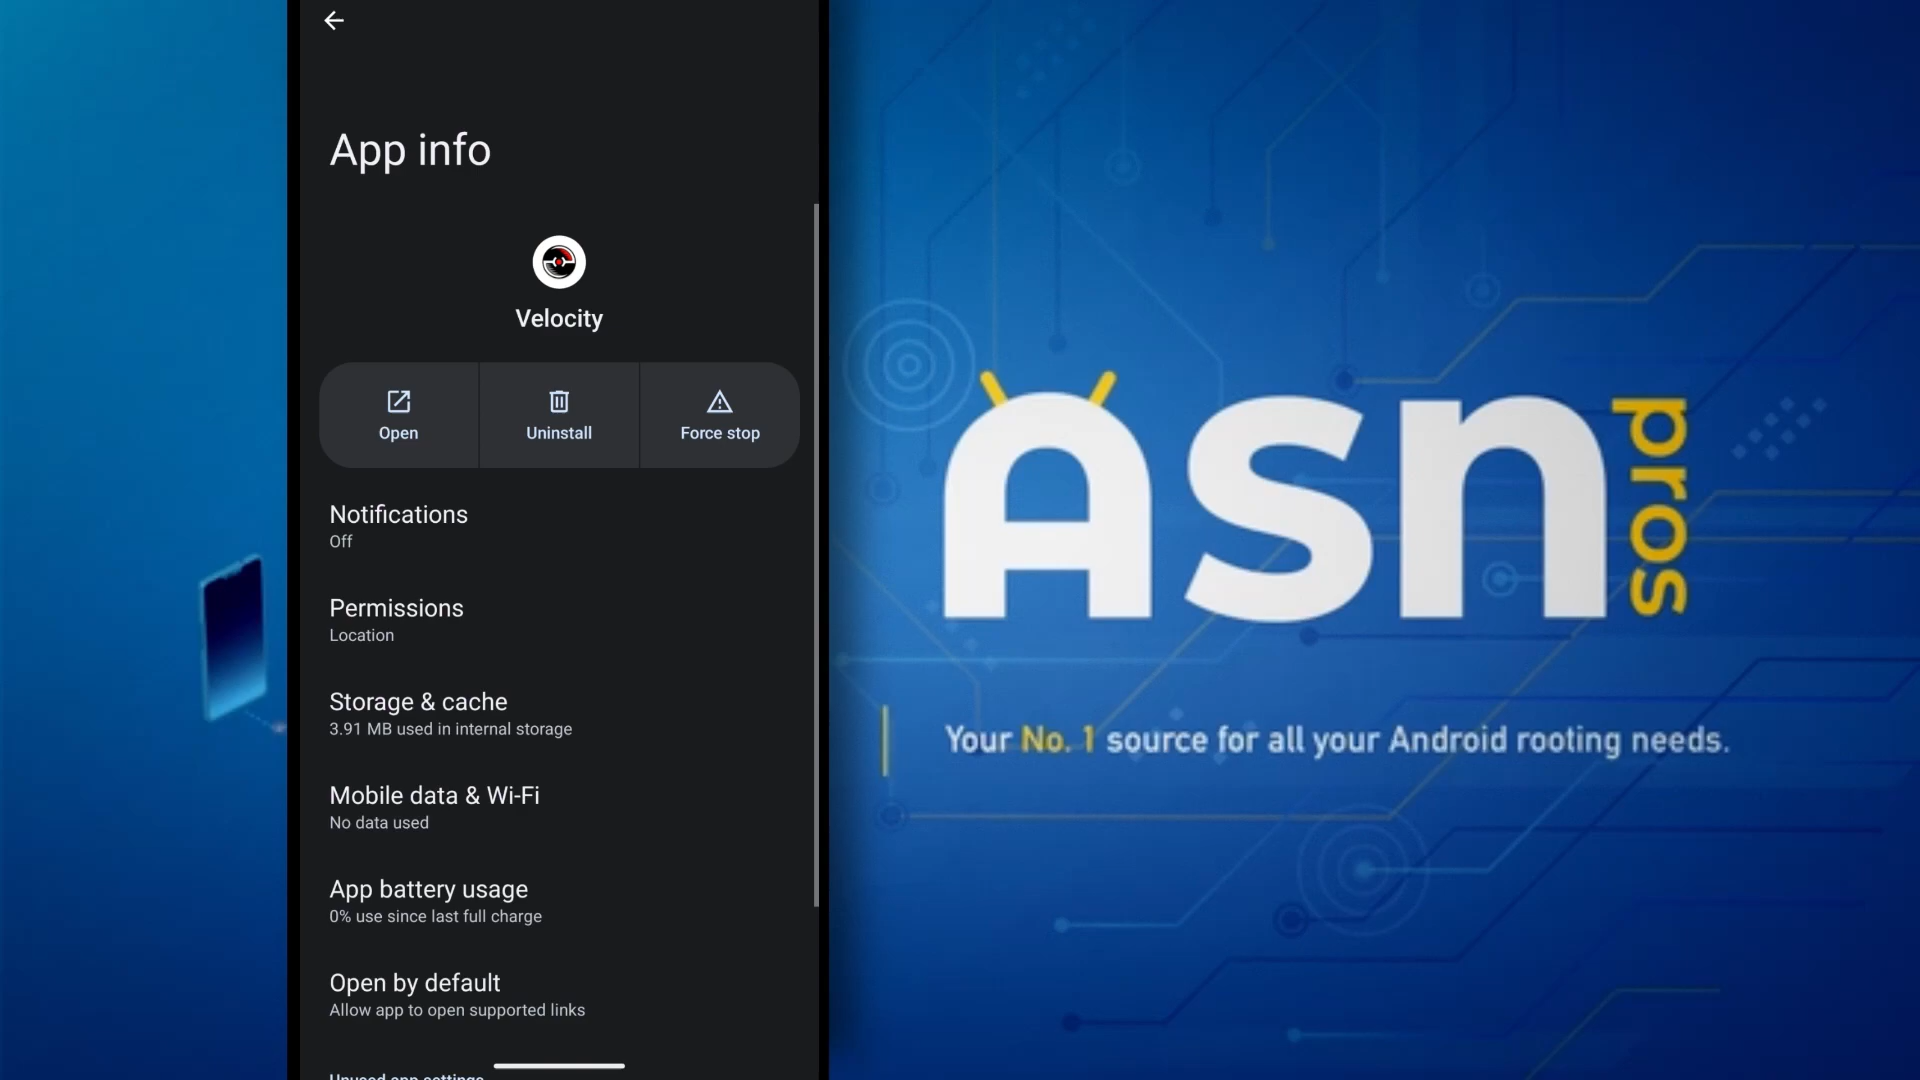 App info
Velocity
Open
Uninstall
Force stop
Notifications
Off
Permissions
Location
Storage & cache
3.91 MB used in internal storage
Mobile data & Wi-Fi
No data used
App battery usage
0% use since last full charge
Open by default
Allow app to open supported links
Unused app settings
Asn
pros
Your No. 1 source for all your Android rooting needs.